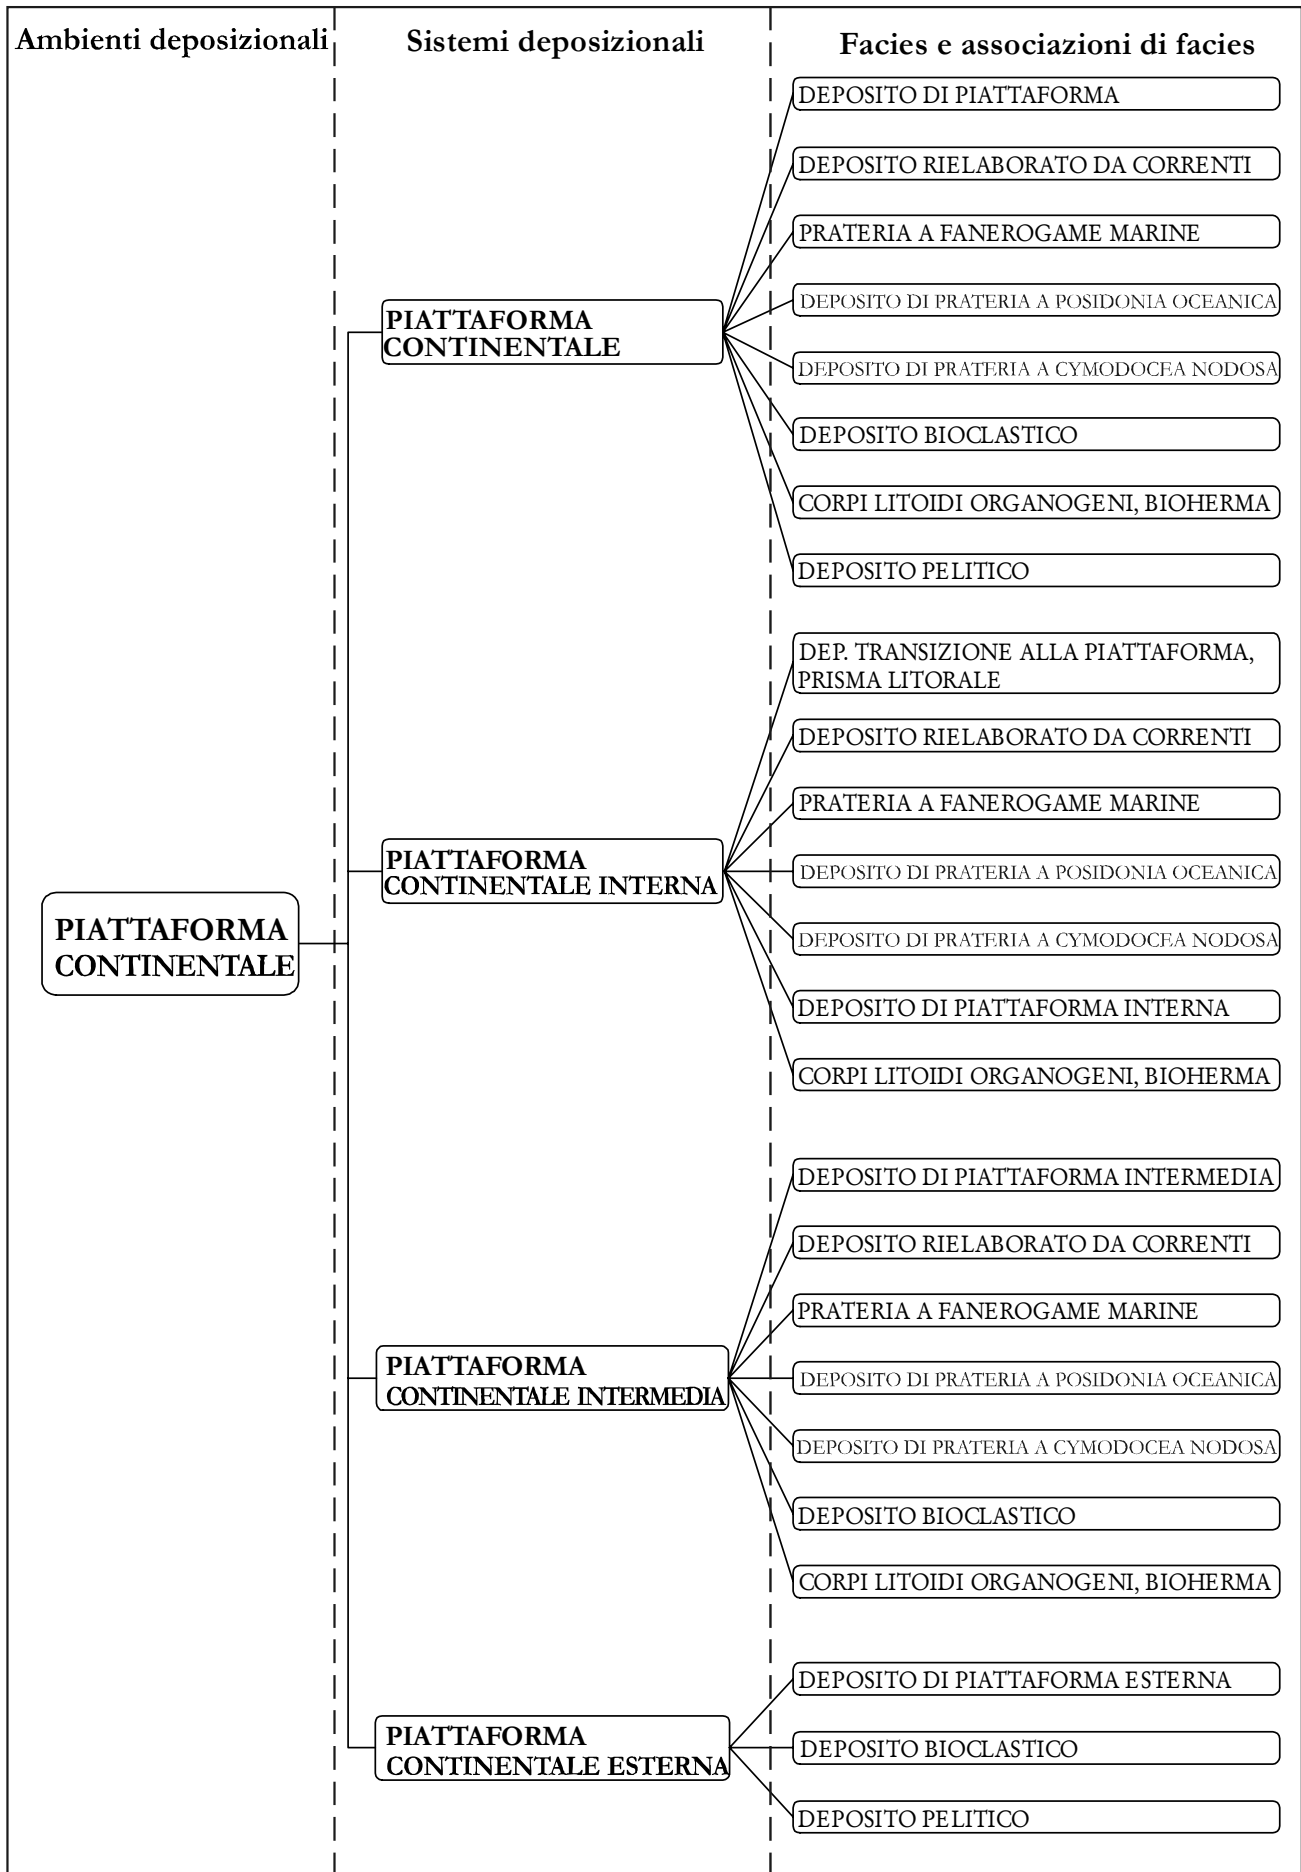 Ambienti deposizionali
Sistemi deposizionali
Facies e associazioni di facies
PIATTAFORMA
CONTINENTALE
PIATTAFORMA
CONTINENTALE
DEPOSITO DI PIATTAFORMA
DEPOSITO RIELABORATO DA CORRENTI
PRATERIA A FANEROGAME MARINE
DEPOSITO DI PRATERIA A POSIDONIA OCEANICA
DEPOSITO DI PRATERIA A CYMODOCEA NODOSA
DEPOSITO BIOCLASTICO
CORPI LITOIDI ORGANOGENI, BIOHERMA
DEPOSITO PELITICO
PIATTAFORMA
CONTINENTALE INTERNA
DEP. TRANSIZIONE ALLA PIATTAFORMA,
PRISMA LITORALE
DEPOSITO RIELABORATO DA CORRENTI
PRATERIA A FANEROGAME MARINE
DEPOSITO DI PRATERIA A POSIDONIA OCEANICA
DEPOSITO DI PRATERIA A CYMODOCEA NODOSA
DEPOSITO DI PIATTAFORMA INTERNA
CORPI LITOIDI ORGANOGENI, BIOHERMA
PIATTAFORMA
CONTINENTALE INTERMEDIA
DEPOSITO DI PIATTAFORMA INTERMEDIA
DEPOSITO RIELABORATO DA CORRENTI
PRATERIA A FANEROGAME MARINE
DEPOSITO DI PRATERIA A POSIDONIA OCEANICA
DEPOSITO DI PRATERIA A CYMODOCEA NODOSA
DEPOSITO BIOCLASTICO
CORPI LITOIDI ORGANOGENI, BIOHERMA
PIATTAFORMA
CONTINENTALE ESTERNA
DEPOSITO DI PIATTAFORMA ESTERNA
DEPOSITO BIOCLASTICO
DEPOSITO PELITICO